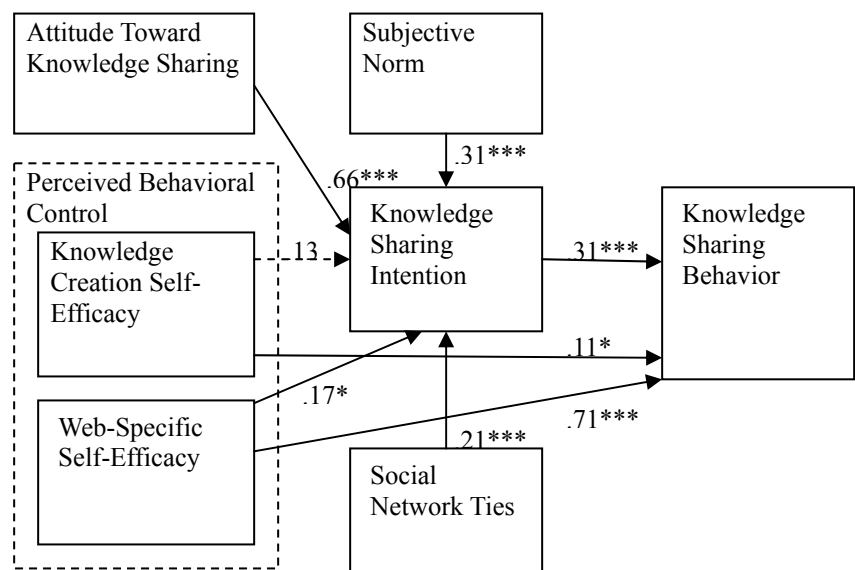 Attitude Toward
Knowledge Sharing
Subjective
Norm
.31***
.66***
Perceived Behavioral
Control
Knowledge
Creation Self-
Efficacy
.13
Knowledge
Sharing
Intention
.31***
Knowledge
Sharing
Behavior
.11*
.17*
Web-Specific
Self-Efficacy
.71***
.21***
Social
Network Ties